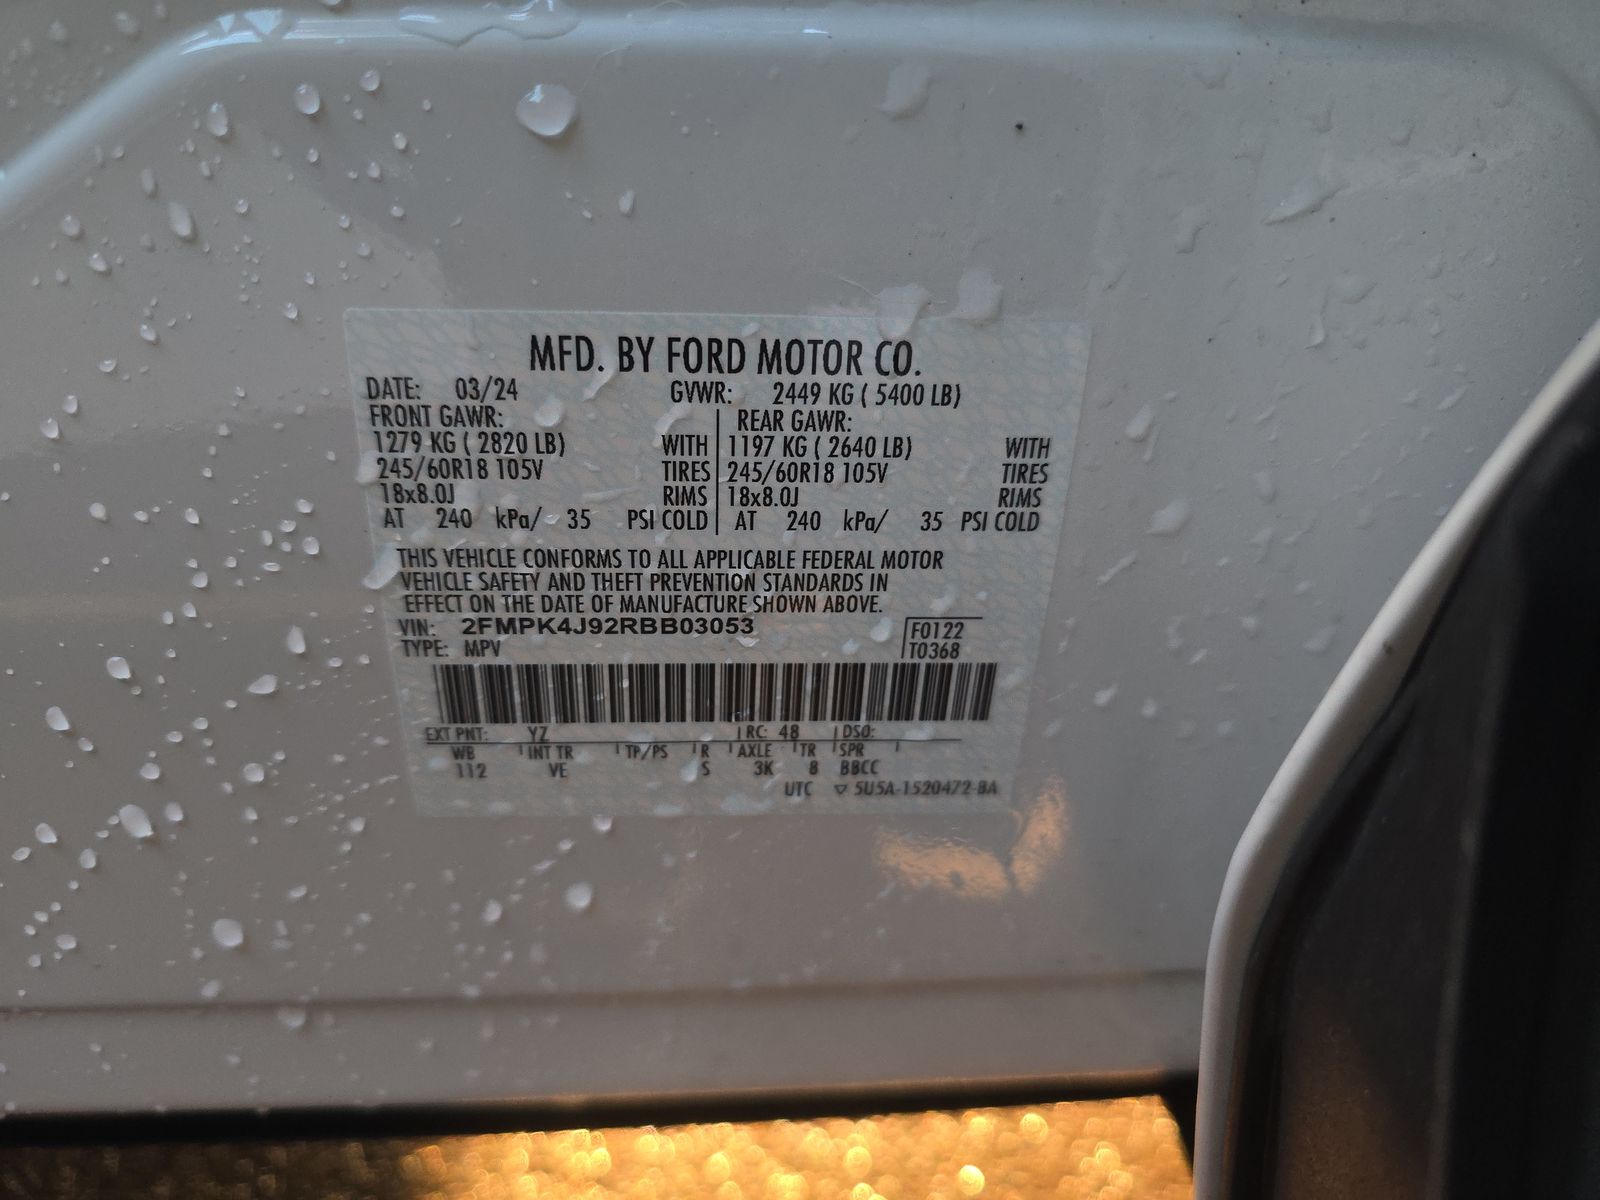 MFD. BY FORD MOTOR CO.
DATE: 03/24 GVWR: 2449 KG ( 5400 LB)
FRONT GAWR: REAR GAWR:
1279 KG ( 2820 LB) WITH 1197 KG ( 2640 LB) WITH
245/60R18 105V TIRES 245/60R18 105V TIRES
18x8.0J RIMS 18x8.0J RIMS
AT 240 kPa/ 35 PSI COLD AT 240 kPa/ 35 PSI COLD
THIS VEHICLE CONFORMS TO ALL APPLICABLE FEDERAL MOTOR
VEHICLE SAFETY AND THEFT PREVENTION STANDARDS IN
EFFECT ON THE DATE OF MANUFACTURE SHOWN ABOVE.
VIN: 2FMPK4J92RBB03053 F0122
TYPE: MPV T0368
EXT PNT: YZ RC: 48 DSO:
WB INT TR TP/PS R AXLE TR SPR
112 VE S 3K 8 BBCC
UTC ▽ 5U5A-1520472-BA